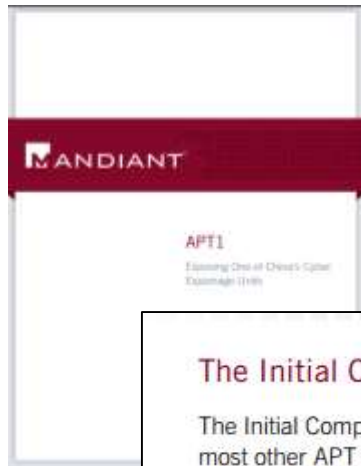 MANDIANT
APT1
Exposing One of China's Cyber
Espionage Units
The Initial C
The Initial Comp
most other APT